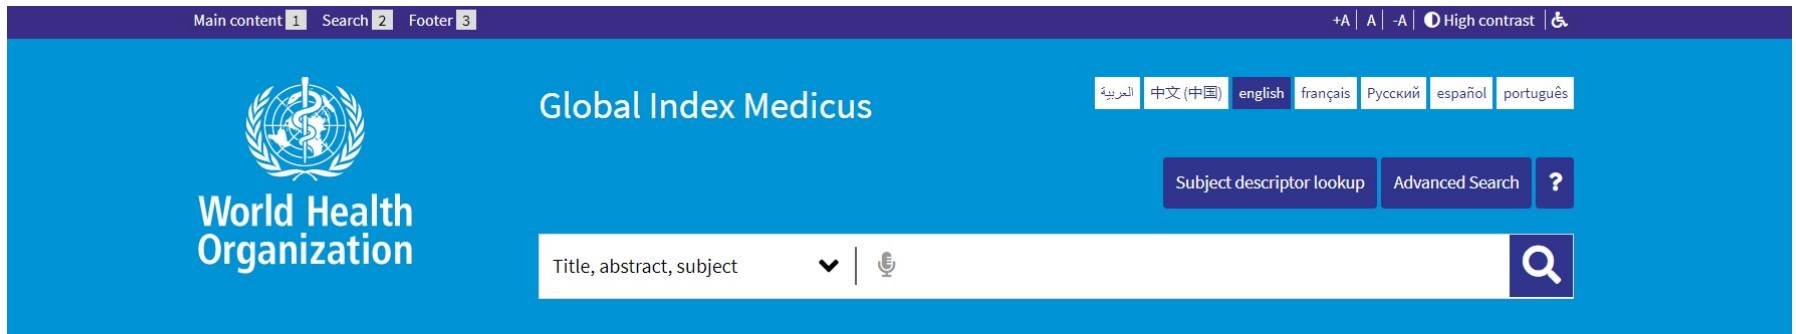 Main content 1 Search 2 Footer 3
+A A -A High contrast
Global Index Medicus
العربية 中文 (中国) english français Русский español português
Subject descriptor lookup Advanced Search ?
World Health
Organization
Title, abstract, subject